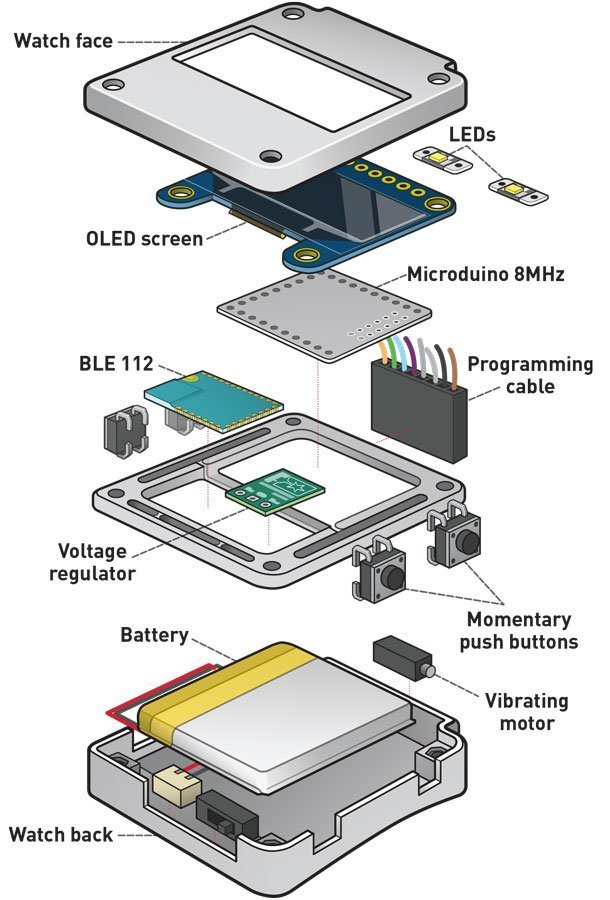 Watch face
LEDs
OLED screen
Microduino 8MHz
BLE 112
Programming
cable
Voltage
regulator
Momentary
push buttons
Battery
Vibrating
motor
Watch back